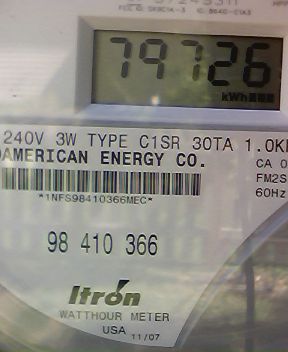 79726
kWh
240V 3W TYPE C1SR 30TA 1.0K
AMERICAN ENERGY CO.
CA 0
FM2S
60Hz
*1NFS98410366MEC*
98 410 366
Itron
WATTHOUR METER
USA 11/07